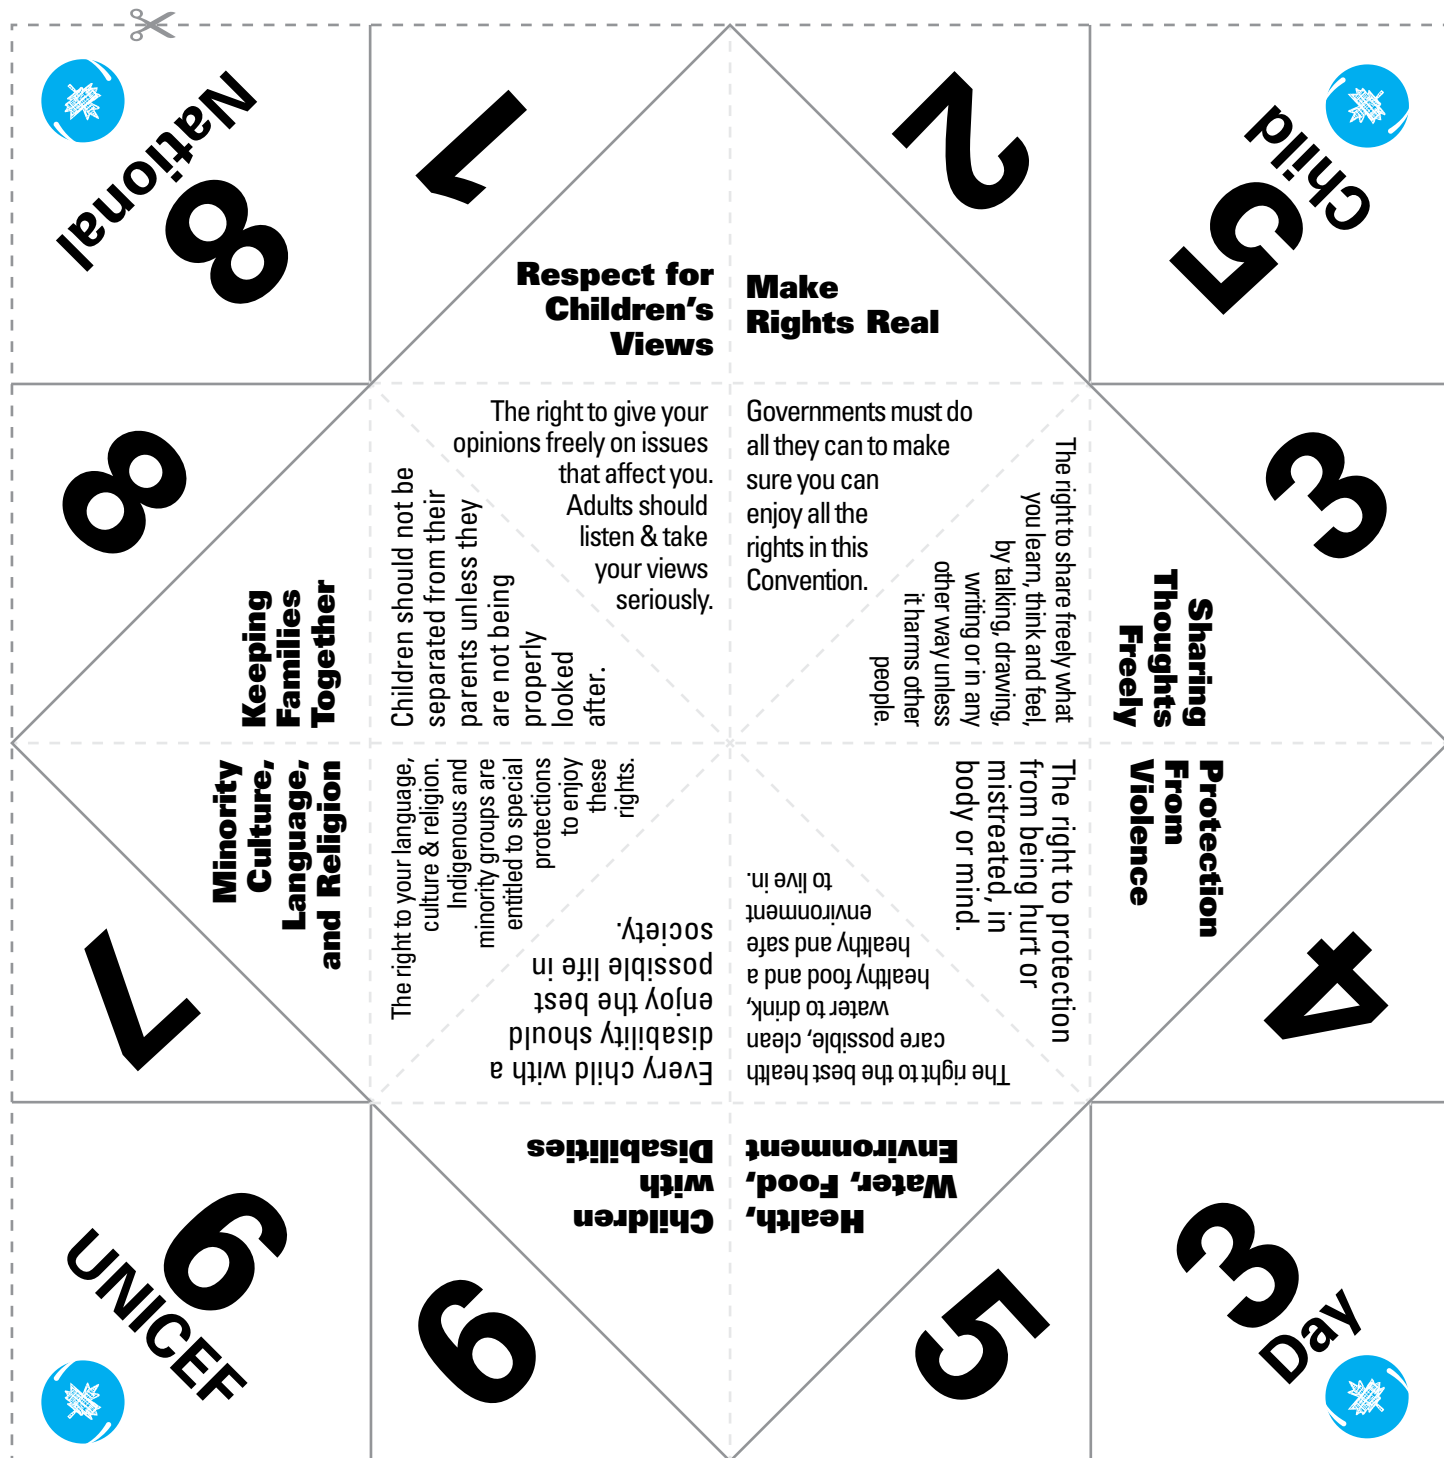 National
8
1
2
Child
5
Respect for
Children's
Views
Make
Rights Real
The right to give your
opinions freely on issues
that affect you.
Adults should
listen & take
your views
seriously.
Governments must do
all they can to make
sure you can
enjoy all the
rights in this
Convention.
3
Sharing
Thoughts
Freely
The right to share freely what
you learn, think and feel,
by talking, drawing,
writing or in any
other way unless
it harms other
people.
4
Protection
From
Violence
The right to protection
from being hurt or
mistreated, in
body or mind.
5
Health,
Water, Food,
Environment
The right to the best health
care possible, clean
water to drink,
healthy food and a
healthy and safe
environment
to live in.
6
Children
with
Disabilities
Every child with a
disability should
enjoy the best
possible life in
society.
7
Minority
Culture,
Language,
and Religion
The right to your language,
culture & religion.
Indigenous and
minority groups are
entitled to special
protections
to enjoy
these
rights.
8
Keeping
Families
Together
Children should not be
separated from their
parents unless they
are not being
properly
looked
after.
6
UNICEF
3
Day